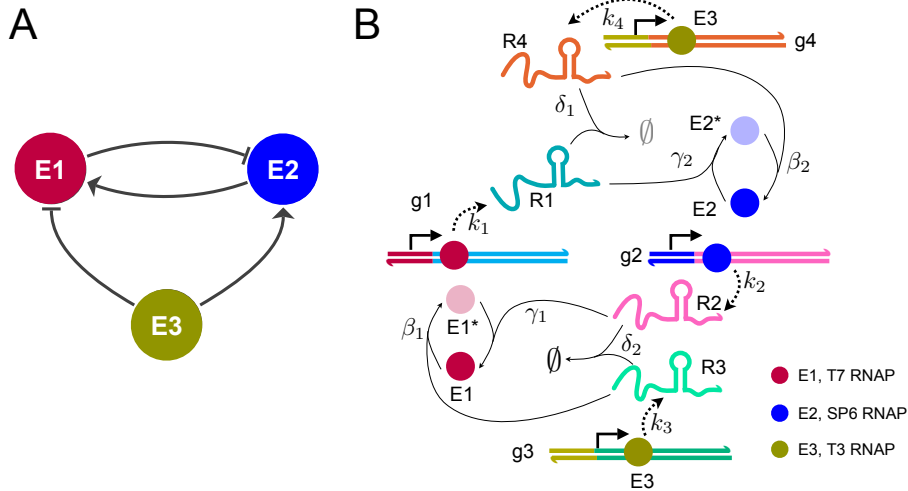 A
E1
E2
E3
B
k4
E3
g4
R4
δ1
∅
E2*
γ2
β2
R1
E2
g1
k1
g2
k2
R2
β1
E1*
γ1
∅
δ2
E1
R3
k3
g3
E3
E1, T7 RNAP
E2, SP6 RNAP
E3, T3 RNAP